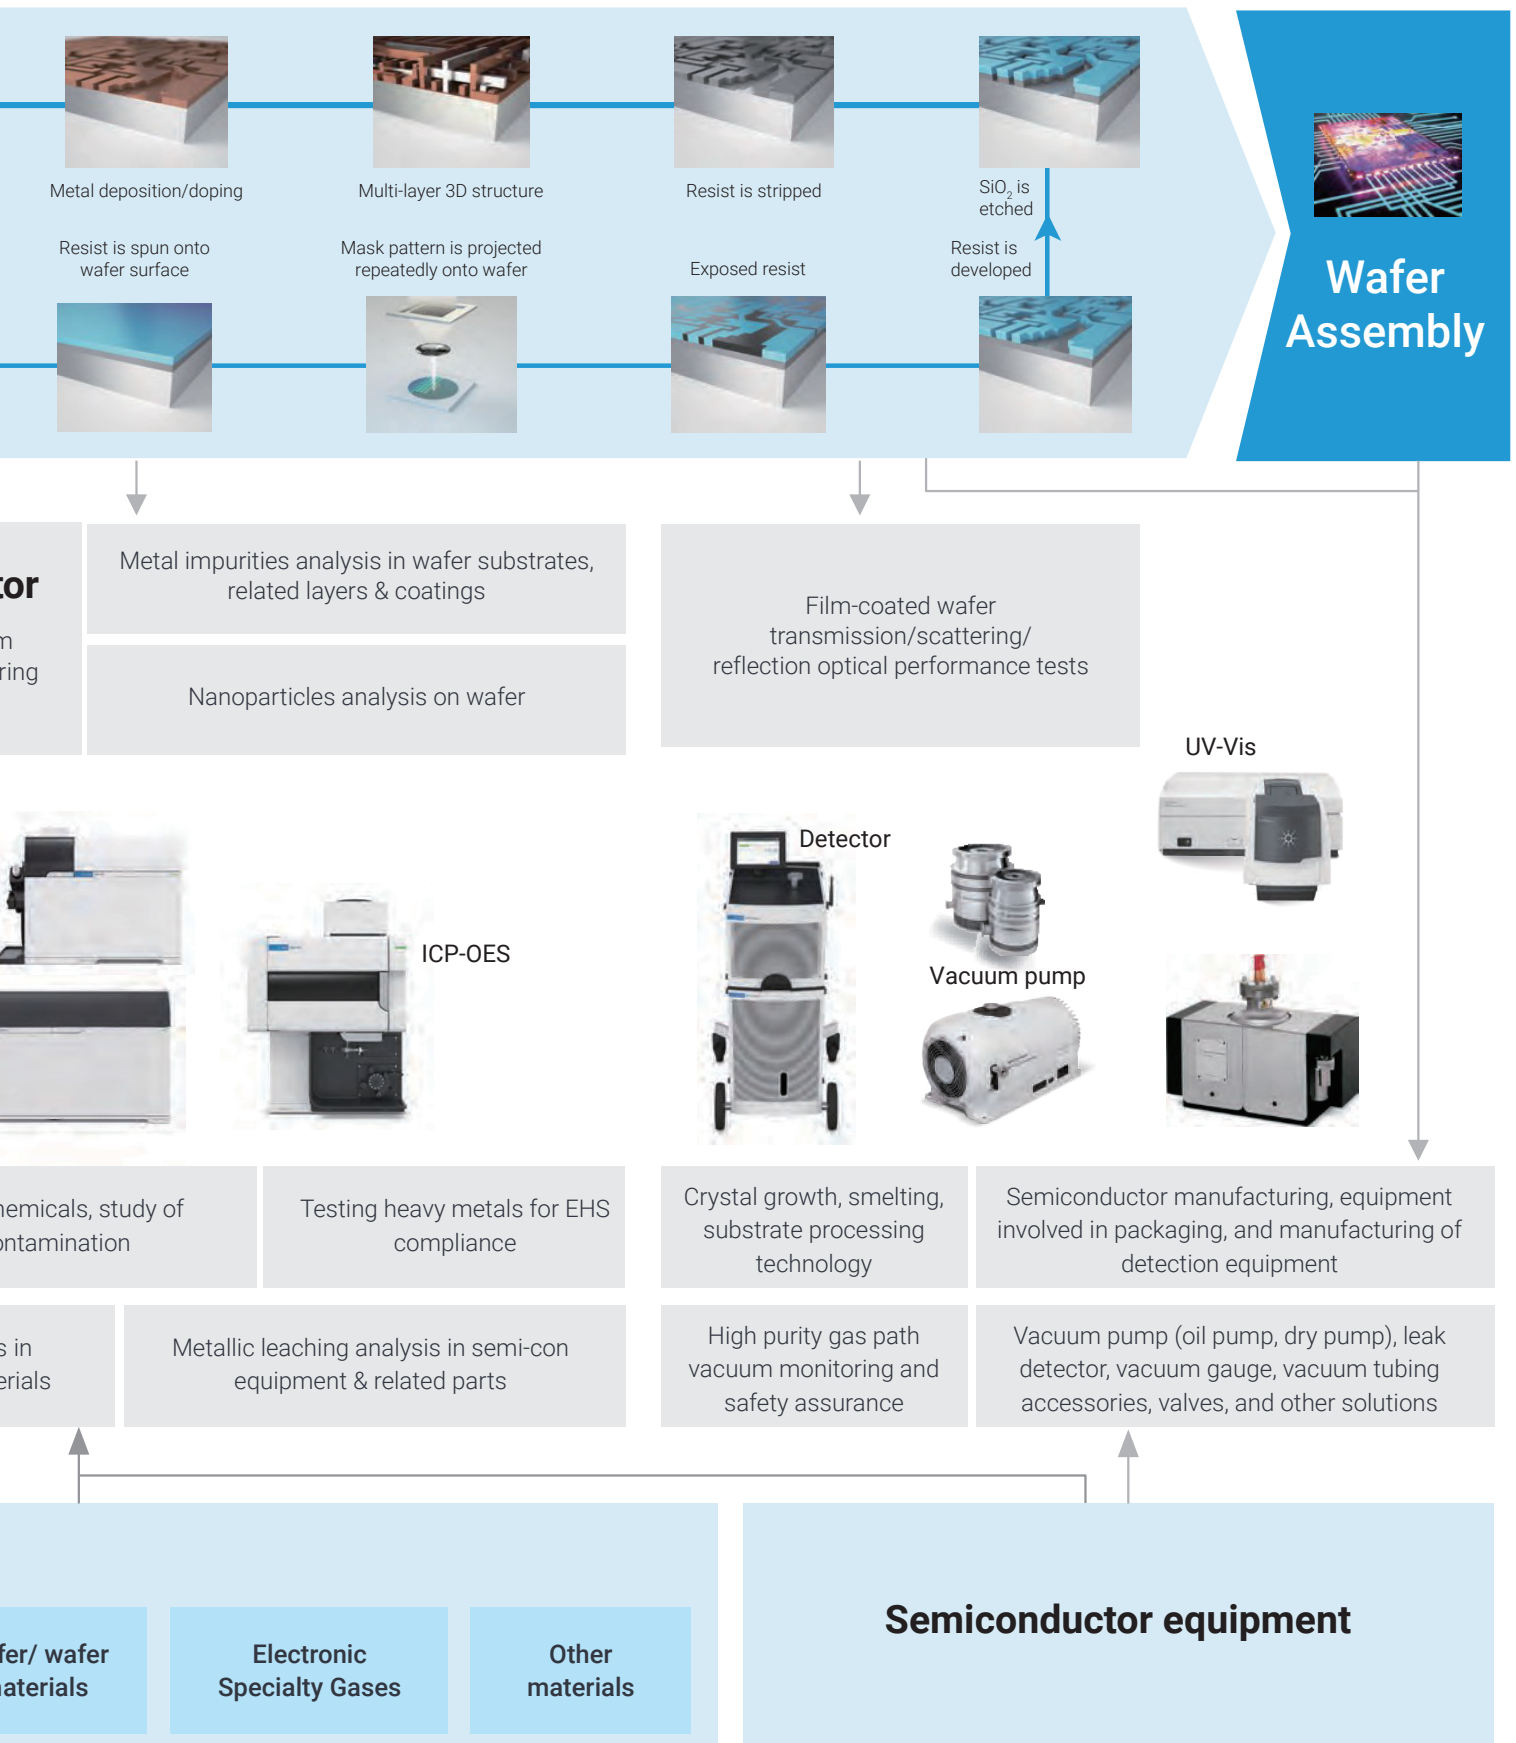 Metal deposition/doping
Multi-layer 3D structure
Resist is stripped
SiO₂ is
etched
Resist is spun onto
wafer surface
Mask pattern is projected
repeatedly onto wafer
Exposed resist
Resist is
developed
Wafer
Assembly
tor
m
ring
Metal impurities analysis in wafer substrates,
related layers & coatings
Nanoparticles analysis on wafer
Film-coated wafer
transmission/scattering/
reflection optical performance tests
UV-Vis
Detector
ICP-OES
Vacuum pump
hemicals, study of
ontamination
Testing heavy metals for EHS
compliance
Crystal growth, smelting,
substrate processing
technology
Semiconductor manufacturing, equipment
involved in packaging, and manufacturing of
detection equipment
s in
erials
Metallic leaching analysis in semi-con
equipment & related parts
High purity gas path
vacuum monitoring and
safety assurance
Vacuum pump (oil pump, dry pump), leak
detector, vacuum gauge, vacuum tubing
accessories, valves, and other solutions
fer/ wafer
naterials
Electronic
Specialty Gases
Other
materials
Semiconductor equipment